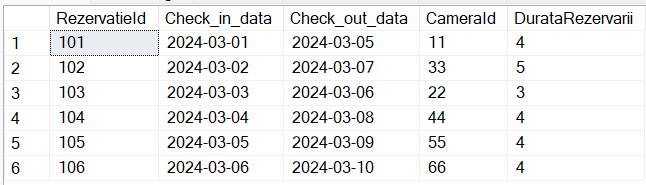 RezervatieId Check_in_data Check_out_data CameraId DurataRezervarii
1 101 2024-03-01 2024-03-05 11 4
2 102 2024-03-02 2024-03-07 33 5
3 103 2024-03-03 2024-03-06 22 3
4 104 2024-03-04 2024-03-08 44 4
5 105 2024-03-05 2024-03-09 55 4
6 106 2024-03-06 2024-03-10 66 4